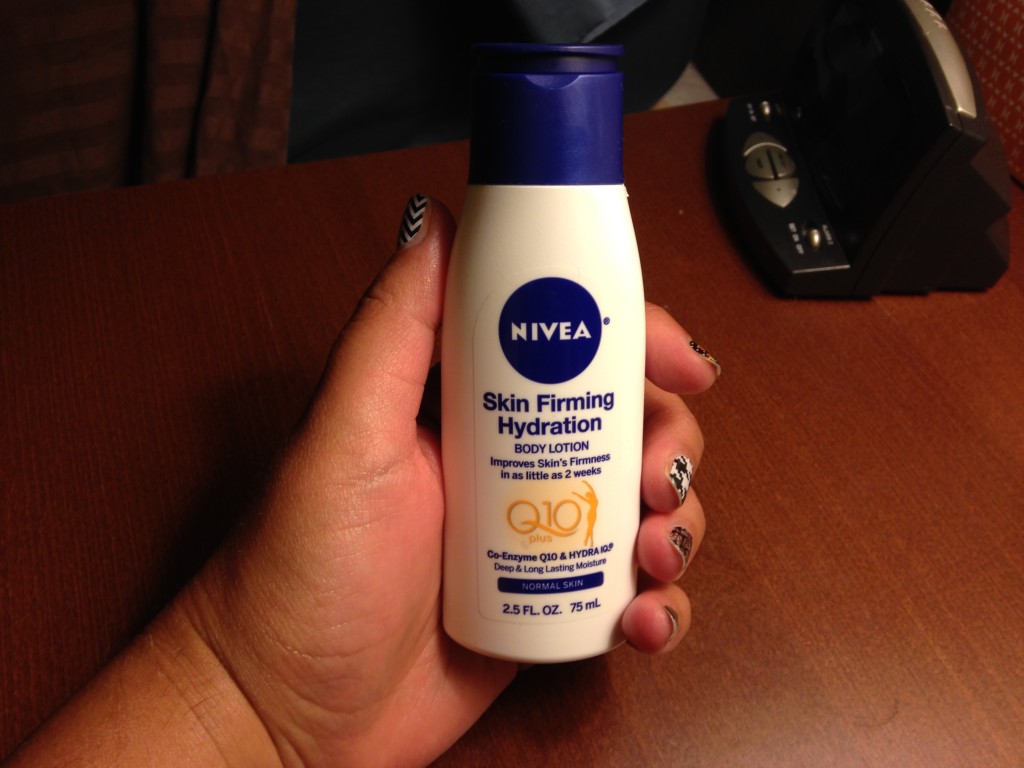 NIVEA®
Skin Firming
Hydration
BODY LOTION
Improves Skin's Firmness
in as little as 2 weeks
Q10
plus
Co-Enzyme Q10 & HYDRA IQ®
Deep & Long Lasting Moisture
NORMAL SKIN
2.5 FL. OZ. 75 mL